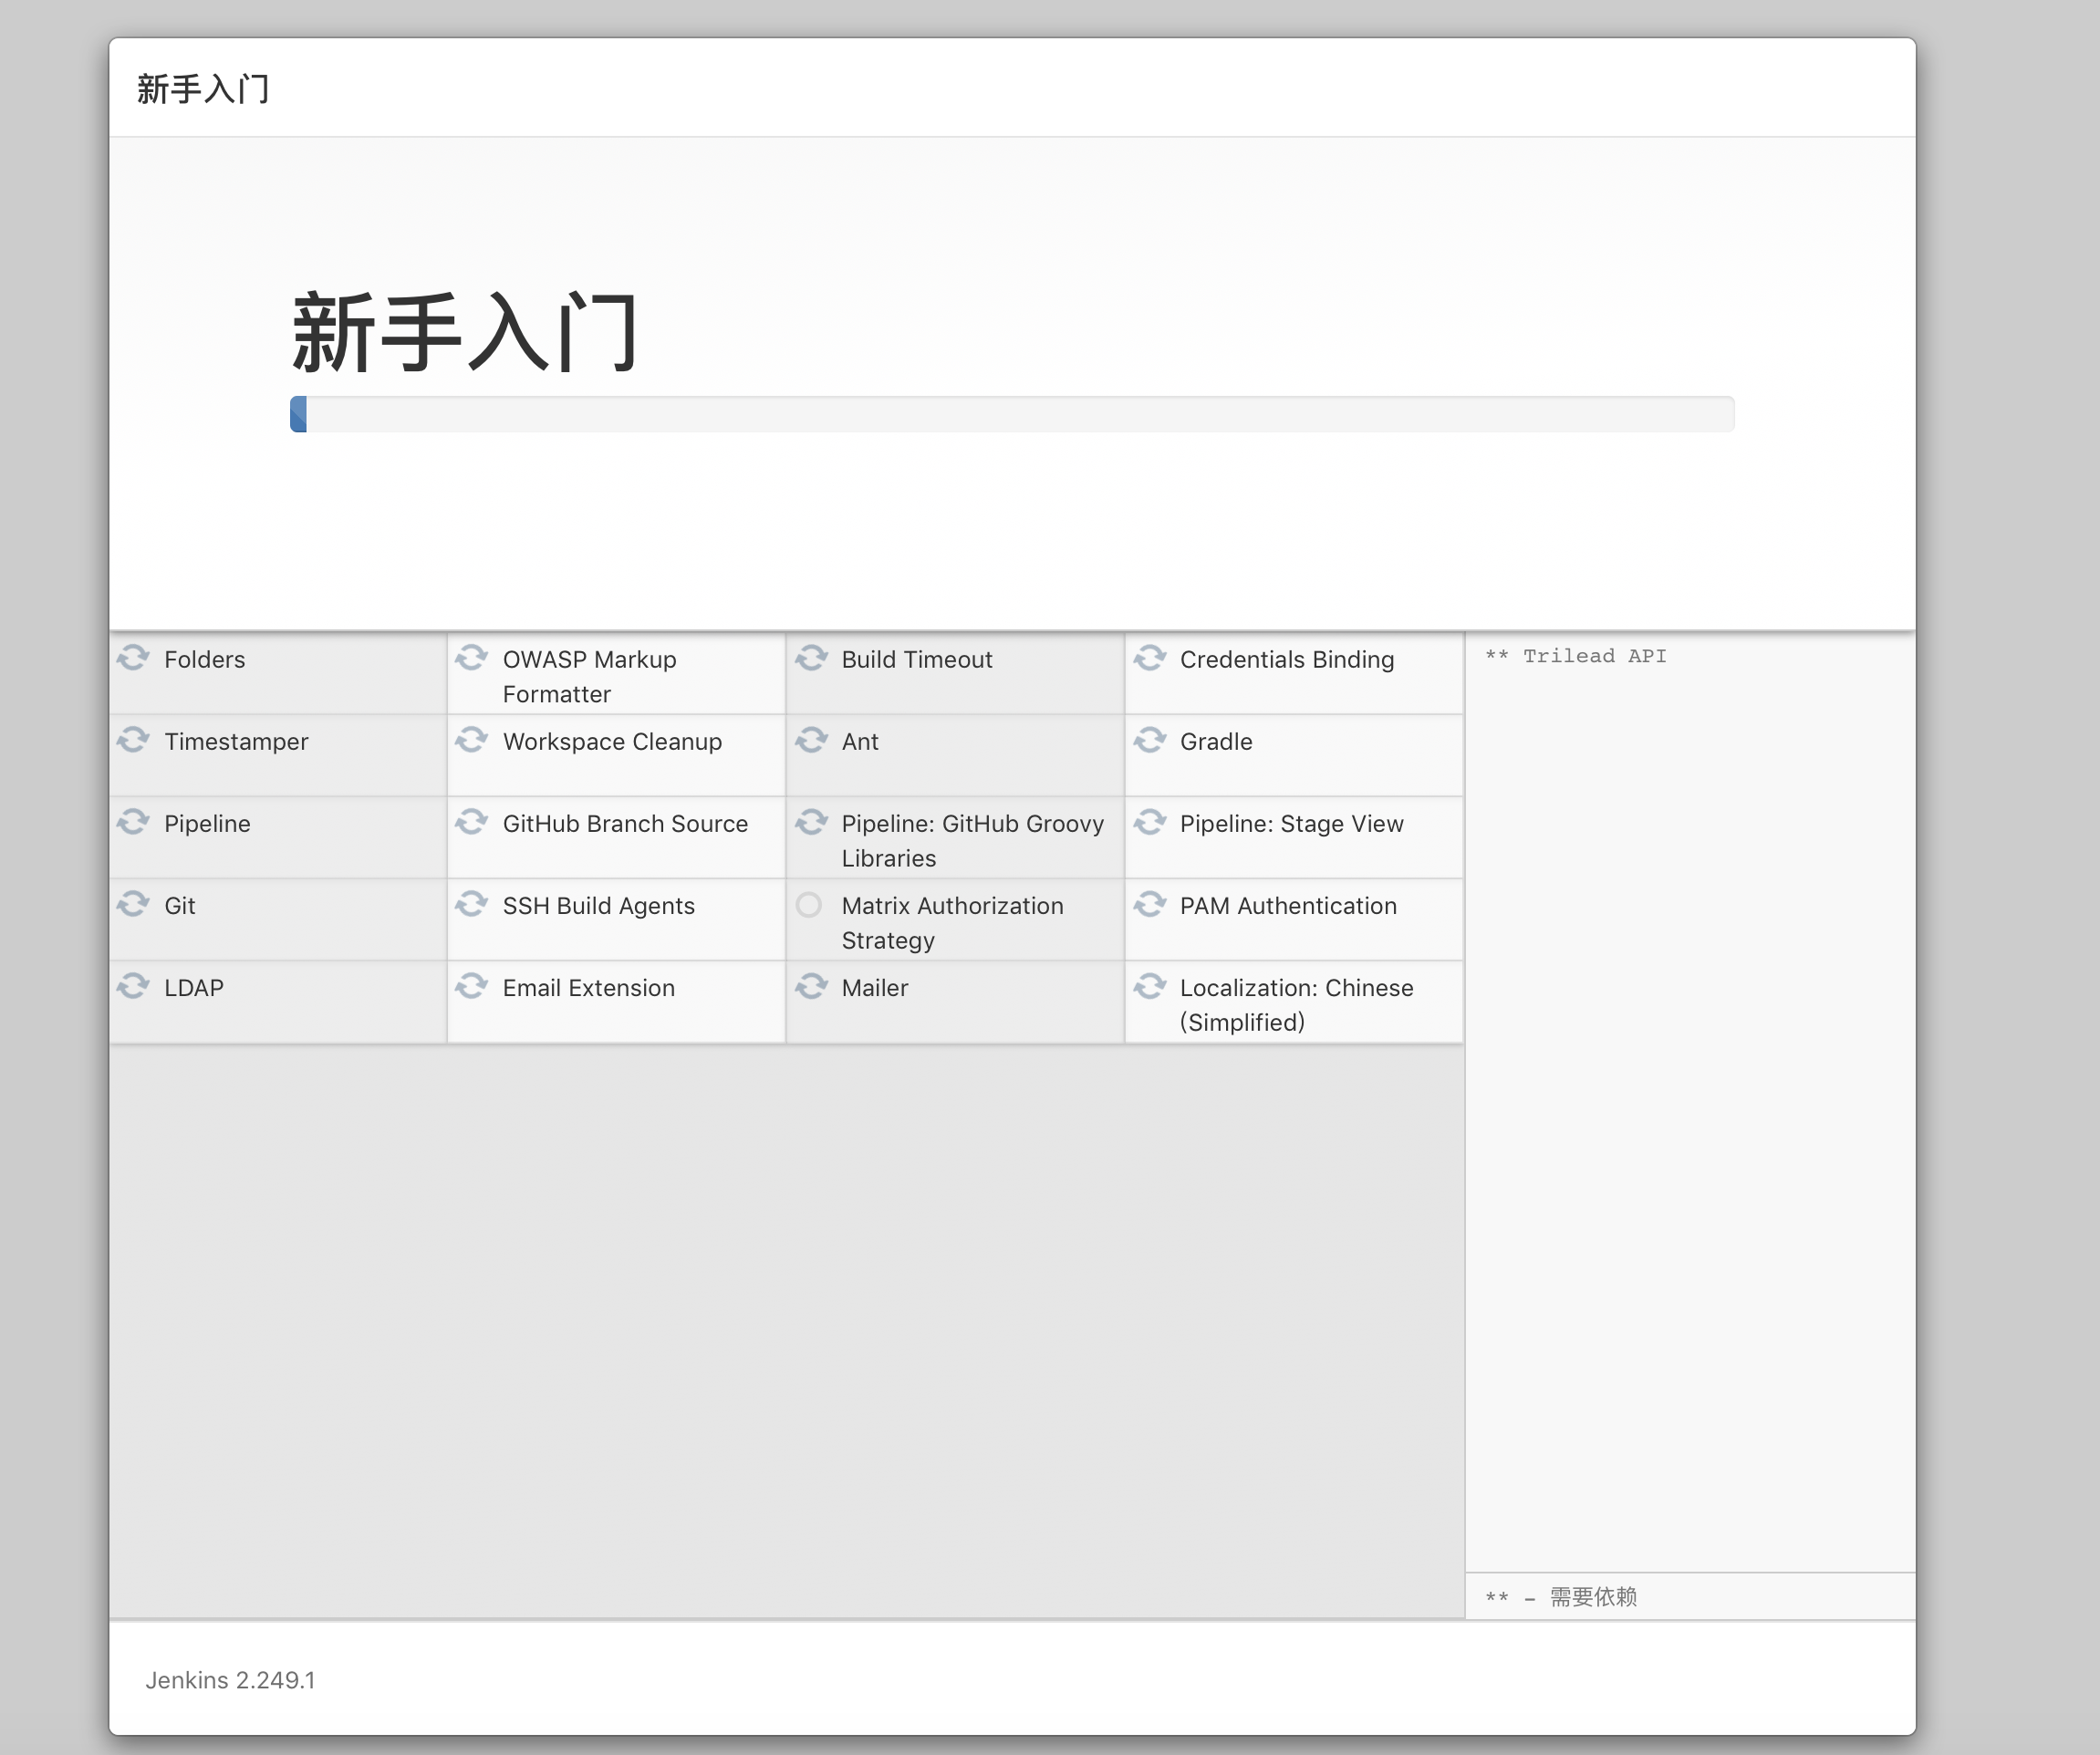 新手入门
新手入门
Folders
OWASP Markup
Formatter
Build Timeout
Credentials Binding
Timestamper
Workspace Cleanup
Ant
Gradle
Pipeline
GitHub Branch Source
Pipeline: GitHub Groovy
Libraries
Pipeline: Stage View
Git
SSH Build Agents
Matrix Authorization
Strategy
PAM Authentication
LDAP
Email Extension
Mailer
Localization: Chinese
(Simplified)
** Trilead API
** - 需要依赖
Jenkins 2.249.1